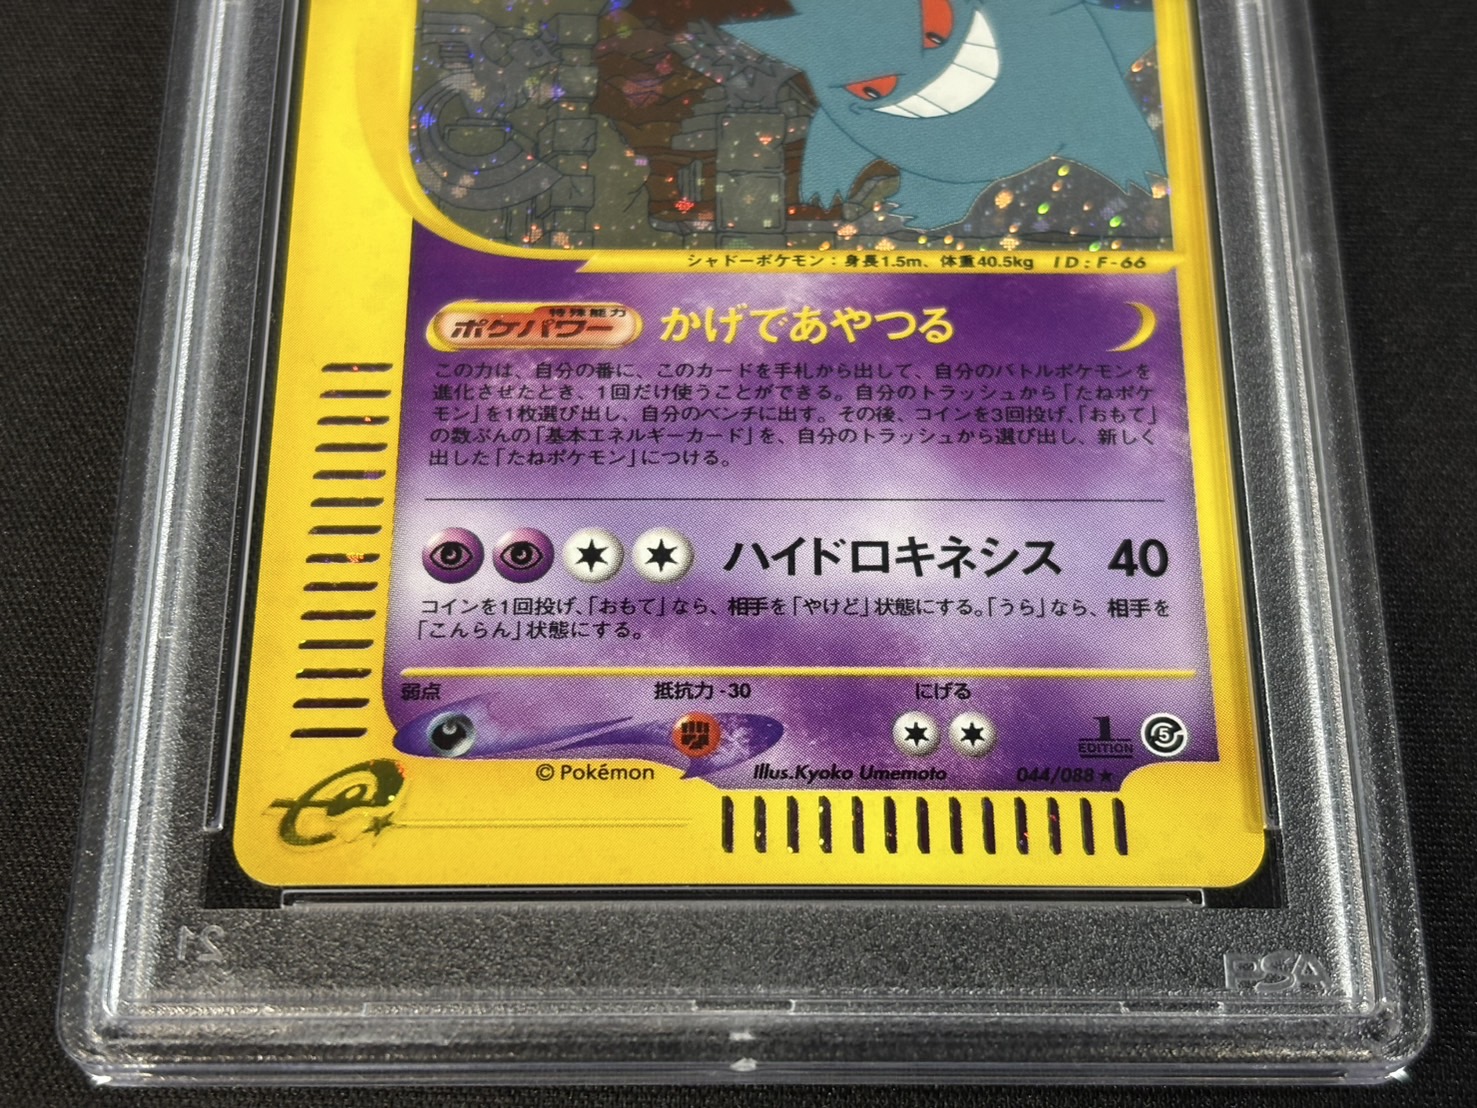 シャドーポケモン：身長1.5m、体重40.5kg ID:F-66
特殊能力
ポケパワー かげであやつる
この力は、自分の番に、このカードを手札から出して、自分のバトルポケモンを
進化させたとき、1回だけ使うことができる。自分のトラッシュから「たねポケ
モン」を1枚選び出し、自分のベンチに出す。その後、コインを3回投げ、「おもて」
の数ぶんの「基本エネルギーカード」を、自分のトラッシュから選び出し、新しく
出した「たねポケモン」につける。
ハイドロキネシス 40
コインを1回投げ、「おもて」なら、相手を「やけど」状態にする。「うら」なら、相手を
「こんらん」状態にする。
弱点 抵抗力 -30 にげる
1 EDITION 5
© Pokémon Illus.Kyoko Umemoto 044/088★
e
21
PSA